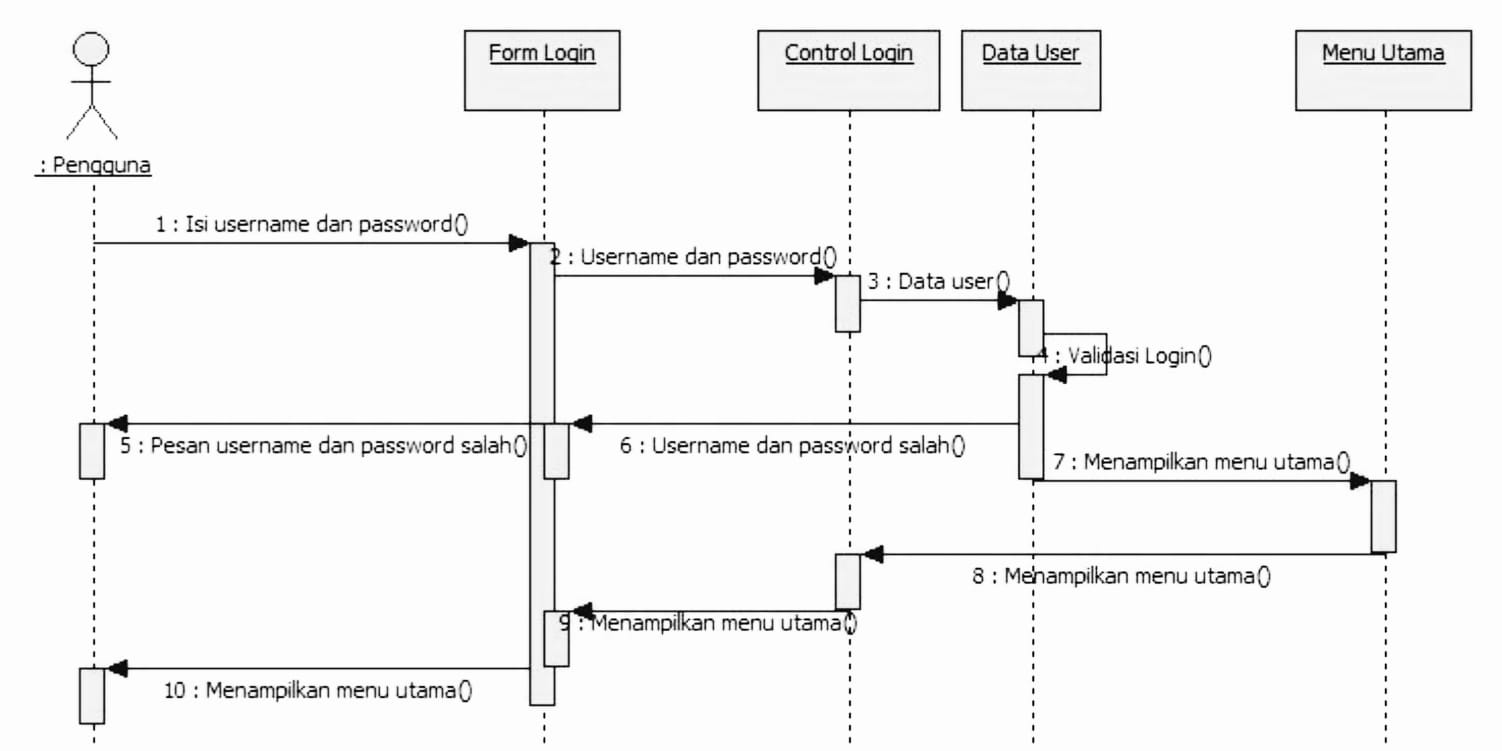 Form Login
Control Login
Data User
Menu Utama
: Pengguna
1 : Isi username dan password()
2 : Username dan password()
3 : Data user()
4 : Validasi Login()
5 : Pesan username dan password salah()
6 : Username dan password salah()
7 : Menampilkan menu utama()
8 : Menampilkan menu utama()
9 : Menampilkan menu utama()
10 : Menampilkan menu utama()